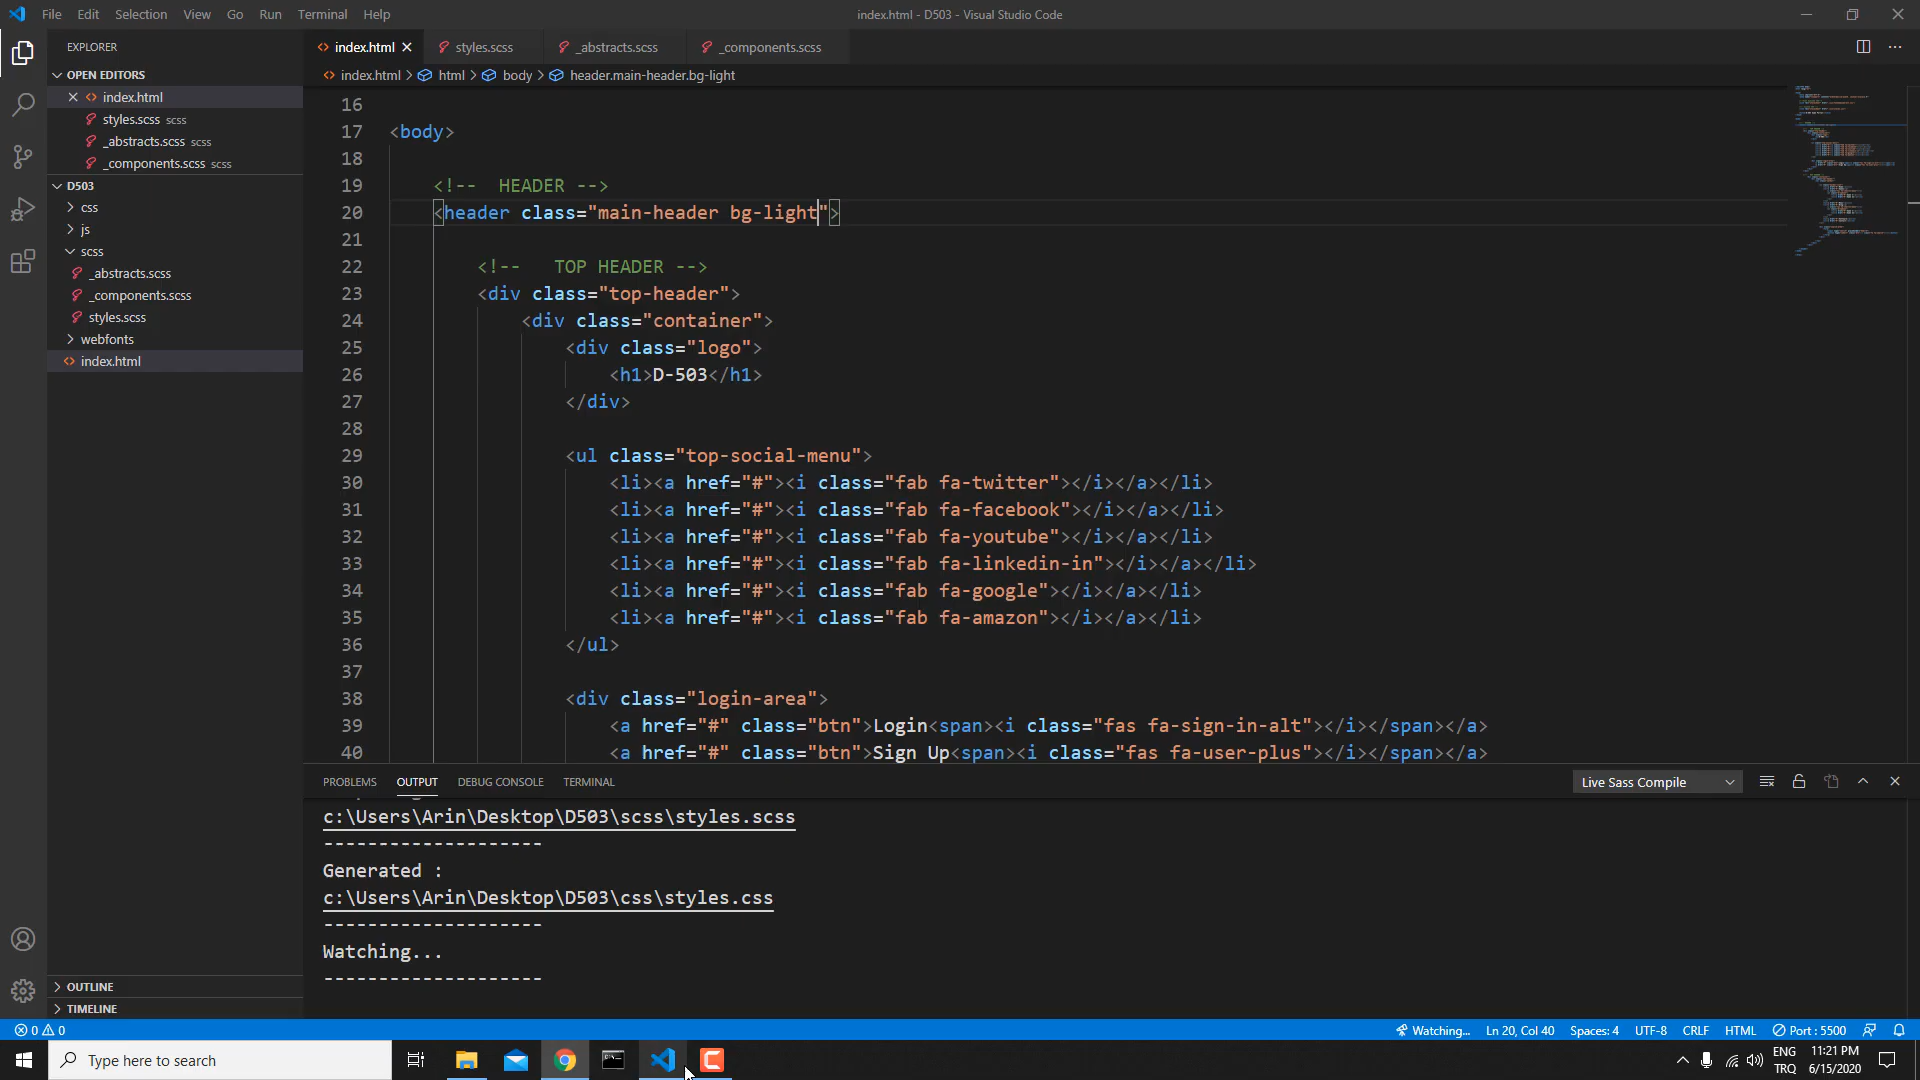 File Edit Selection View Go Run Terminal Help
index.html - D503 - Visual Studio Code
EXPLORER
index.html
styles.scss
_abstracts.scss
_components.scss
OPEN EDITORS
index.html > html > body > header.main-header.bg-light
index.html
styles.scss scss
_abstracts.scss scss
_components.scss scss
D503
css
js
scss
_abstracts.scss
_components.scss
styles.scss
webfonts
index.html
OUTLINE
TIMELINE
16
17 <body>
18
19 <!--  HEADER -->
20 <header class="main-header bg-light">
21
22 <!--   TOP HEADER -->
23 <div class="top-header">
24 <div class="container">
25 <div class="logo">
26 <h1>D-503</h1>
27 </div>
28
29 <ul class="top-social-menu">
30 <li><a href="#"><i class="fab fa-twitter"></i></a></li>
31 <li><a href="#"><i class="fab fa-facebook"></i></a></li>
32 <li><a href="#"><i class="fab fa-youtube"></i></a></li>
33 <li><a href="#"><i class="fab fa-linkedin-in"></i></a></li>
34 <li><a href="#"><i class="fab fa-google"></i></a></li>
35 <li><a href="#"><i class="fab fa-amazon"></i></a></li>
36 </ul>
37
38 <div class="login-area">
39 <a href="#" class="btn">Login<span><i class="fas fa-sign-in-alt"></i></span></a>
40 <a href="#" class="btn">Sign Up<span><i class="fas fa-user-plus"></i></span></a>
PROBLEMS OUTPUT DEBUG CONSOLE TERMINAL
Live Sass Compile
c:\Users\Arin\Desktop\D503\scss\styles.scss
--------------------
Generated :
c:\Users\Arin\Desktop\D503\css\styles.css
--------------------
Watching...
--------------------
0 0
Watching... Ln 20, Col 40 Spaces: 4 UTF-8 CRLF HTML Port : 5500
Type here to search
ENG
TRQ
11:21 PM
6/15/2020